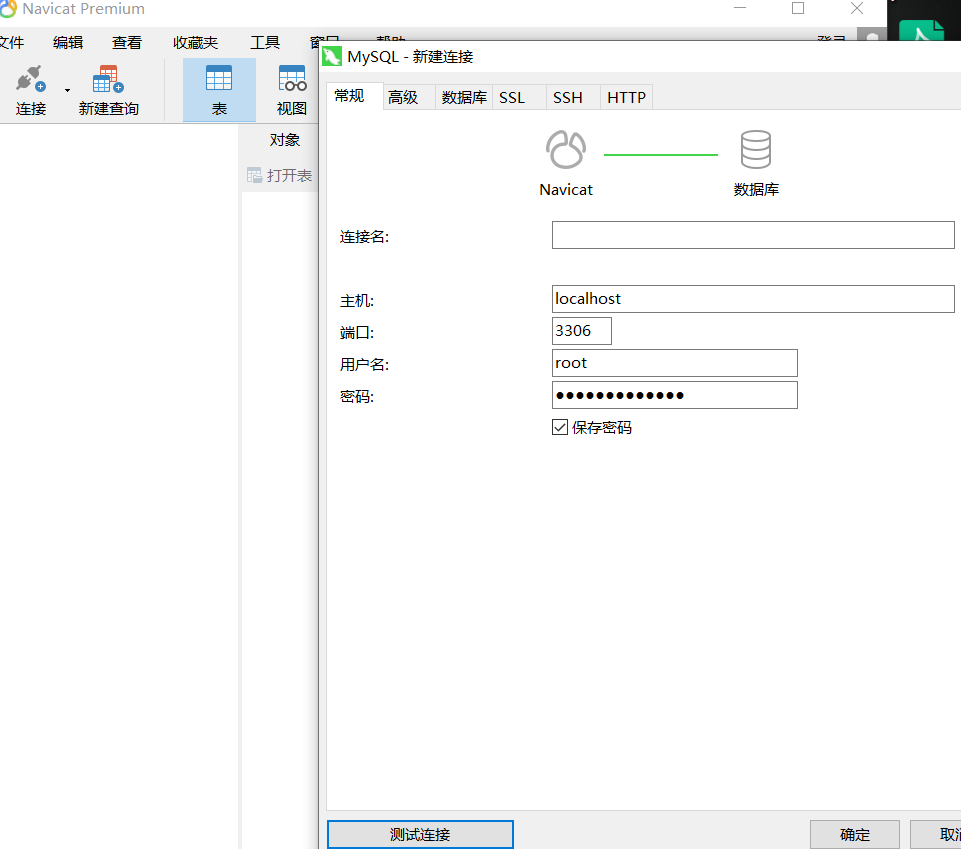 Navicat Premium
文件 编辑 查看 收藏夹 工具
MySQL - 新建连接
连接 新建查询 表 视图
常规 高级 数据库 SSL SSH HTTP
对象
打开表
Navicat 数据库
连接名:
主机: localhost
端口: 3306
用户名: root
密码: ●●●●●●●●●●●●●
保存密码
测试连接 确定 取消